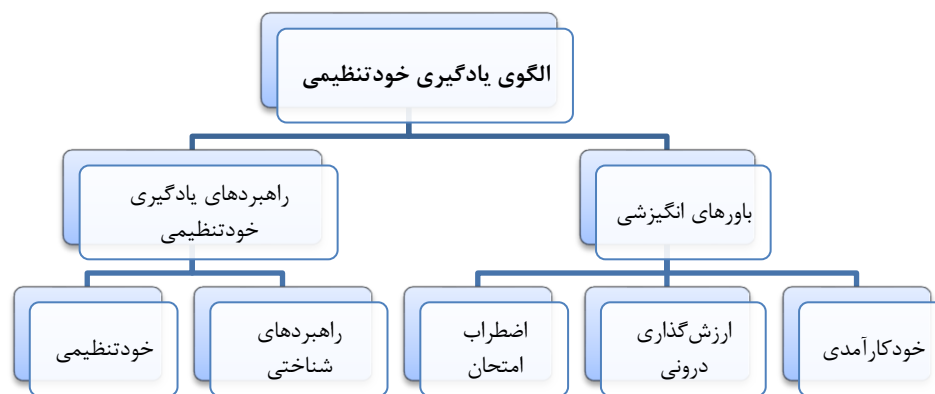 الگوی یادگیری خودتنظیمی
باورهای انگیزشی
راهبردهای یادگیری
خودتنظیمی
خودکارآمدی
ارزش‌گذاری
درونی
اضطراب
امتحان
راهبردهای
شناختی
خودتنظیمی